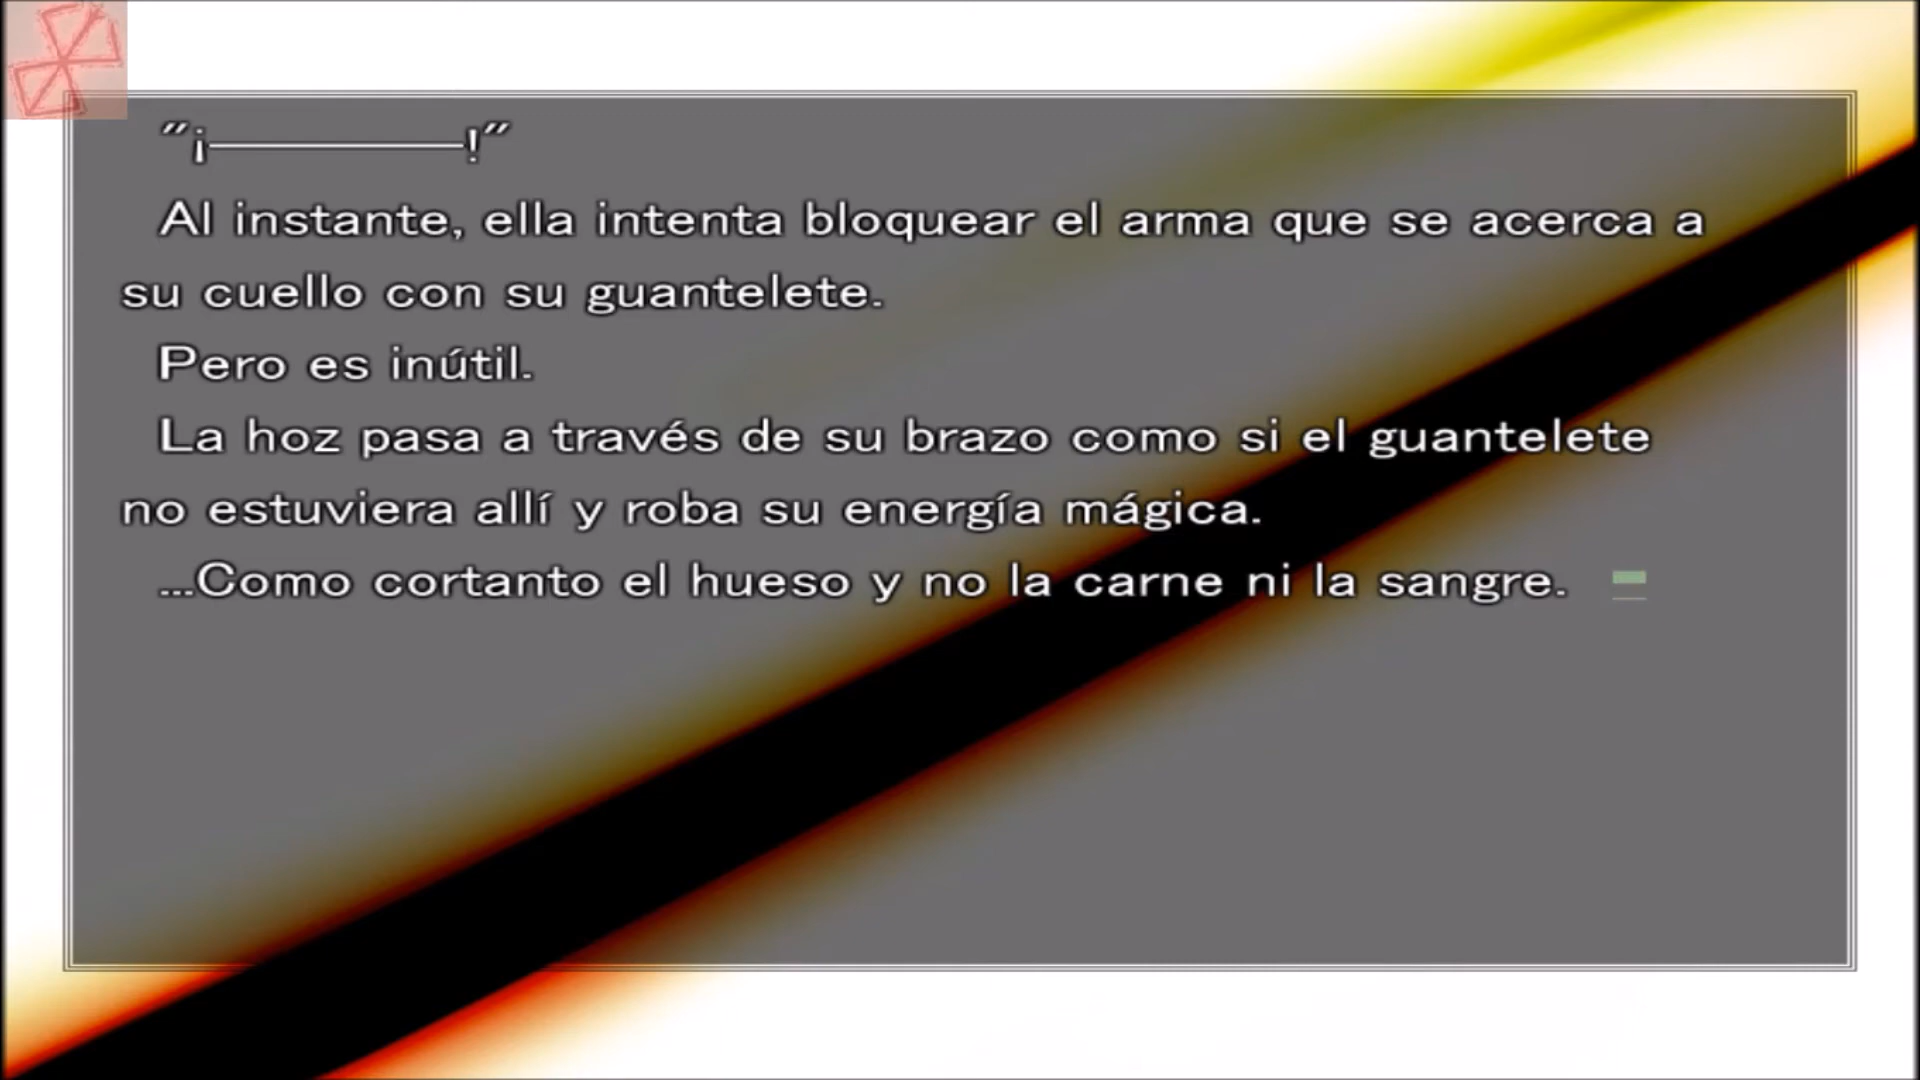 "¡―――――――!"
Al instante, ella intenta bloquear el arma que se acerca a
su cuello con su guantelete.
Pero es inútil.
La hoz pasa a través de su brazo como si el guantelete
no estuviera allí y roba su energía mágica.
...Como cortanto el hueso y no la carne ni la sangre.